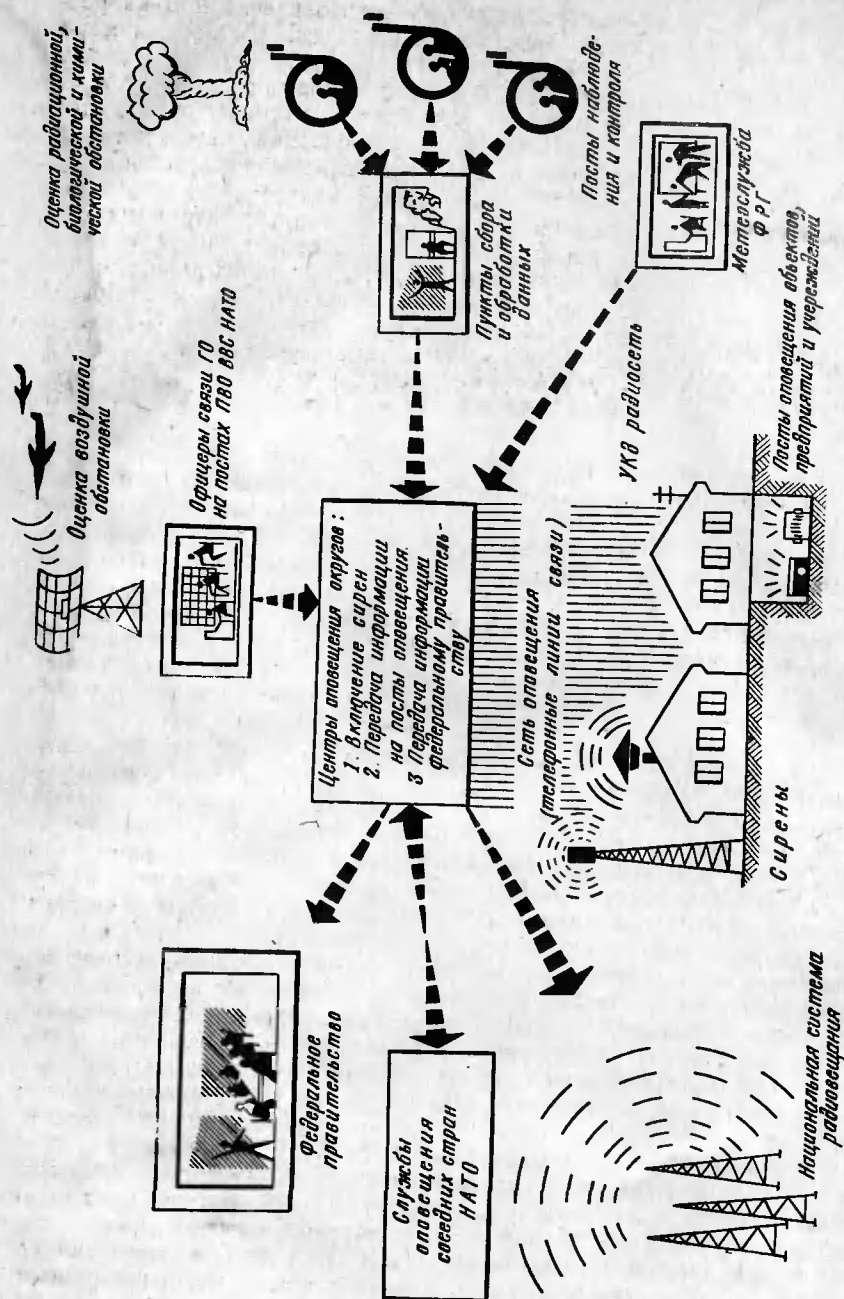 Оценка радиационной,
биологической и хими-
ческой обстановки
Оценка воздушной
обстановки
Офицеры связи ГО
на постах ПВО ВВС НАТО
Посты наблюде-
ния и контроля
Пункты сбора
и обработки
данных
Метеослужба
ФРГ
Центры оповещения округов:
1. Включение сирен
2. Передача информации
на посты оповещения.
3 Передача информации
федеральному правитель-
ству
Федеральное
правительство
Службы
оповещения
соседних стран
НАТО
Сеть оповещения
(телефонные линии связи)
УКВ радиосеть
Посты оповещения объектов,
предприятий и учереждений
Сирены
Национальная система
радиовещания